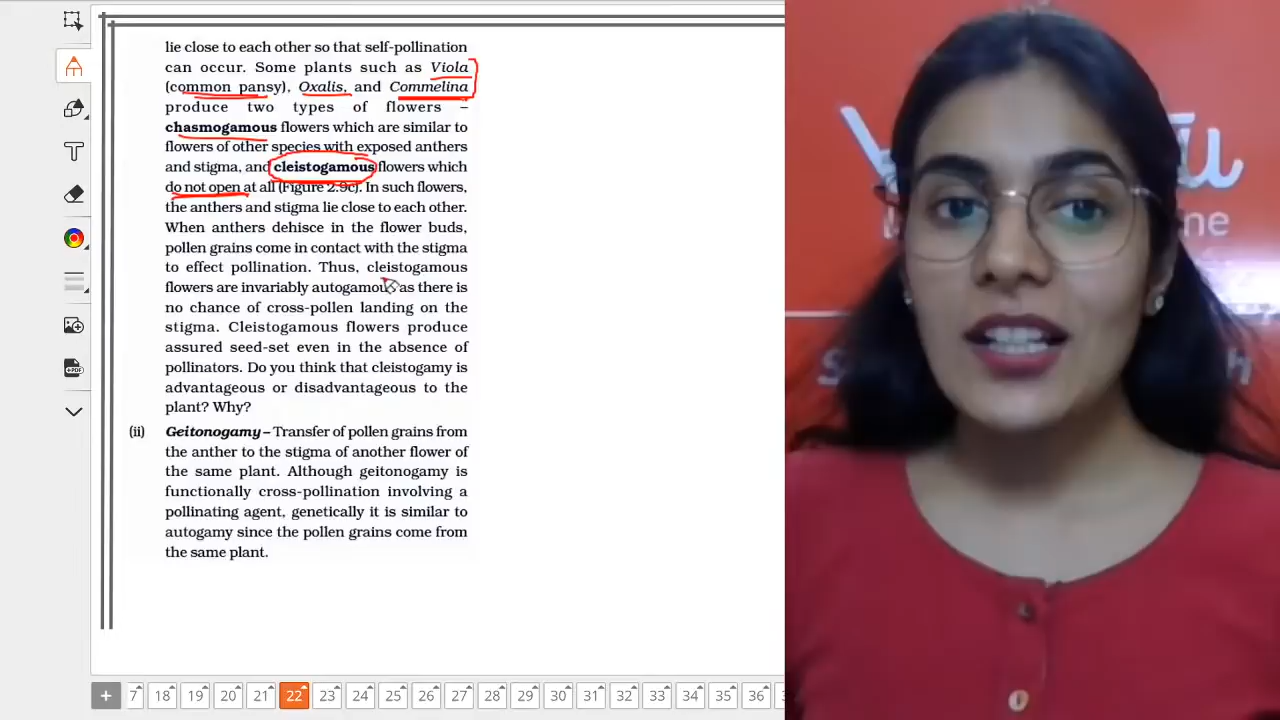 lie close to each other so that self-pollination
can occur. Some plants such as Viola
(common pansy), Oxalis, and Commelina
produce two types of flowers –
chasmogamous flowers which are similar to
flowers of other species with exposed anthers
and stigma, and cleistogamous flowers which
do not open at all (Figure 2.9c). In such flowers,
the anthers and stigma lie close to each other.
When anthers dehisce in the flower buds,
pollen grains come in contact with the stigma
to effect pollination. Thus, cleistogamous
flowers are invariably autogamous as there is
no chance of cross-pollen landing on the
stigma. Cleistogamous flowers produce
assured seed-set even in the absence of
pollinators. Do you think that cleistogamy is
advantageous or disadvantageous to the
plant? Why?
(ii) Geitonogamy – Transfer of pollen grains from
the anther to the stigma of another flower of
the same plant. Although geitonogamy is
functionally cross-pollination involving a
pollinating agent, genetically it is similar to
autogamy since the pollen grains come from
the same plant.
+ 7 18 19 20 21 22 23 24 25 26 27 28 29 30 31 32 33 34 35 36